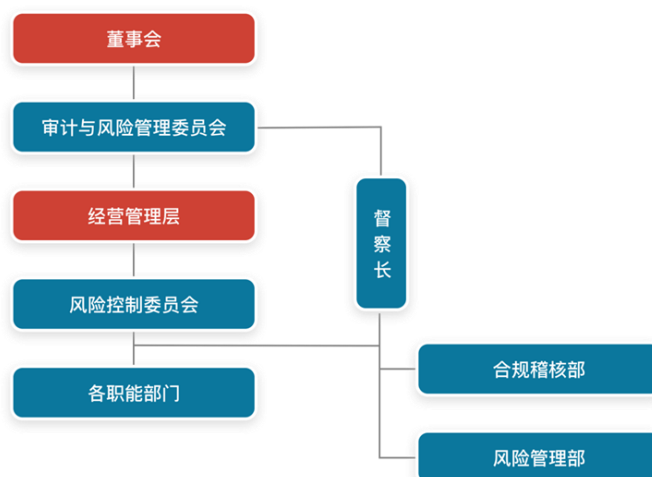 董事会
审计与风险管理委员会
经营管理层
督察长
风险控制委员会
合规稽核部
各职能部门
风险管理部